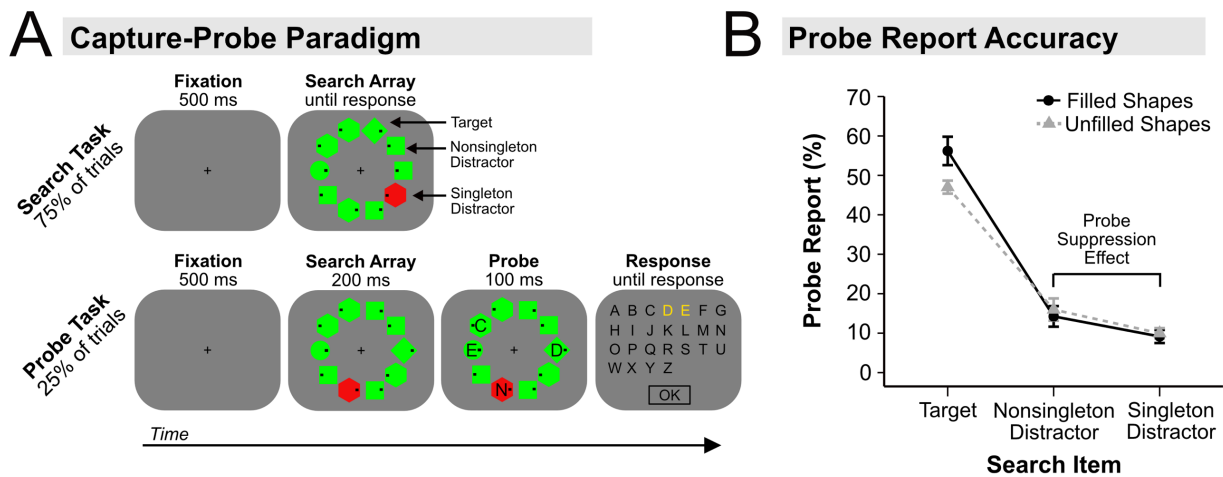 A Capture-Probe Paradigm
Search Task
75% of trials
Fixation
500 ms
+
Search Array
until response
+
Target
Nonsingleton
Distractor
Singleton
Distractor
Probe Task
25% of trials
Fixation
500 ms
+
Search Array
200 ms
+
Probe
100 ms
C
E + D
N
Response
until response
A B C D E F G
H I J K L M N
O P Q R S T U
W X Y Z
OK
Time
B Probe Report Accuracy
Probe Report (%)
70
60
50
40
30
20
10
0
Filled Shapes
Unfilled Shapes
Probe
Suppression
Effect
Target
Nonsingleton
Distractor
Singleton
Distractor
Search Item